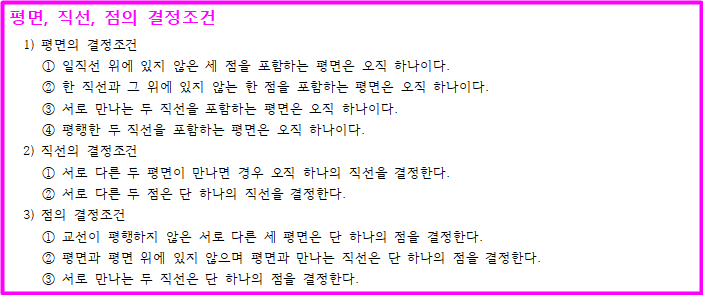 평면, 직선, 점의 결정조건
1) 평면의 결정조건
① 일직선 위에 있지 않은 세 점을 포함하는 평면은 오직 하나이다.
② 한 직선과 그 위에 있지 않는 한 점을 포함하는 평면은 오직 하나이다.
③ 서로 만나는 두 직선을 포함하는 평면은 오직 하나이다.
④ 평행한 두 직선을 포함하는 평면은 오직 하나이다.
2) 직선의 결정조건
① 서로 다른 두 평면이 만나면 경우 오직 하나의 직선을 결정한다.
② 서로 다른 두 점은 단 하나의 직선을 결정한다.
3) 점의 결정조건
① 교선이 평행하지 않은 서로 다른 세 평면은 단 하나의 점을 결정한다.
② 평면과 평면 위에 있지 않으며 평면과 만나는 직선은 단 하나의 점을 결정한다.
③ 서로 만나는 두 직선은 단 하나의 점을 결정한다.